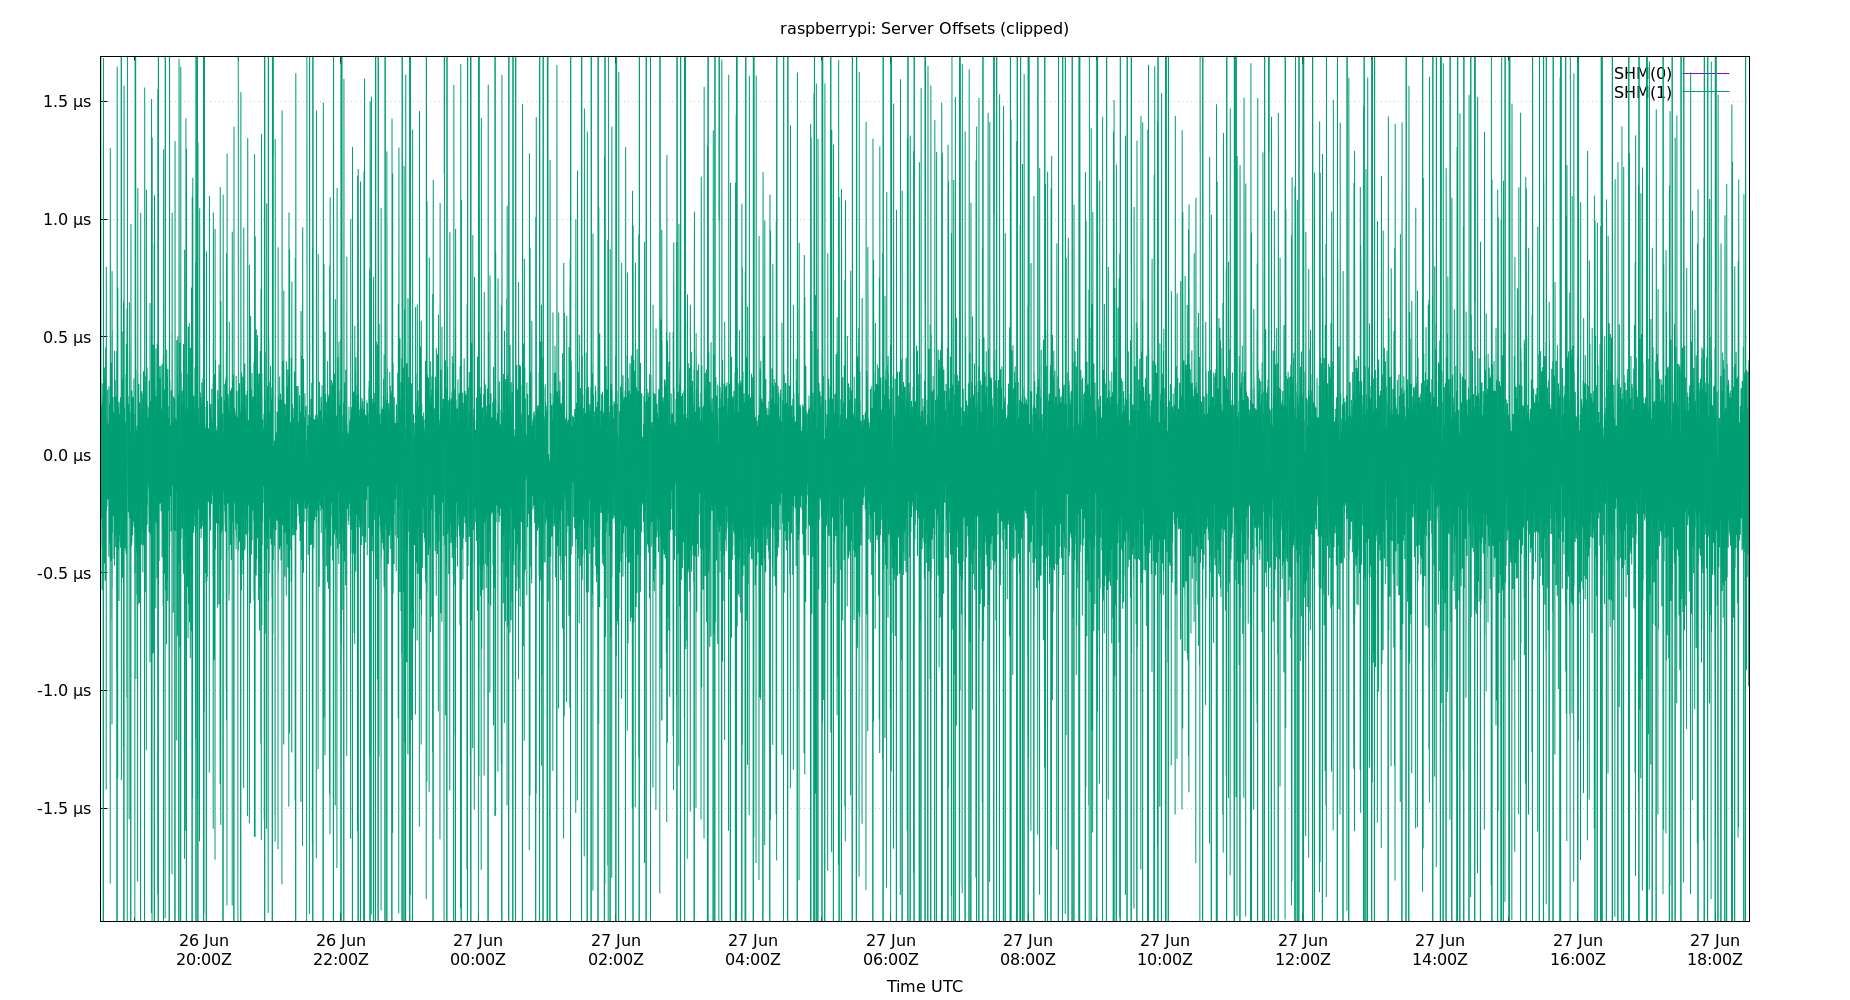 raspberrypi: Server Offsets (clipped)
SHM(0)
SHM(1)
1.5 µs
1.0 µs
0.5 µs
0.0 µs
-0.5 µs
-1.0 µs
-1.5 µs
26 Jun 26 Jun 27 Jun 27 Jun 27 Jun 27 Jun 27 Jun 27 Jun 27 Jun 27 Jun 27 Jun 27 Jun
20:00Z 22:00Z 00:00Z 02:00Z 04:00Z 06:00Z 08:00Z 10:00Z 12:00Z 14:00Z 16:00Z 18:00Z
Time UTC